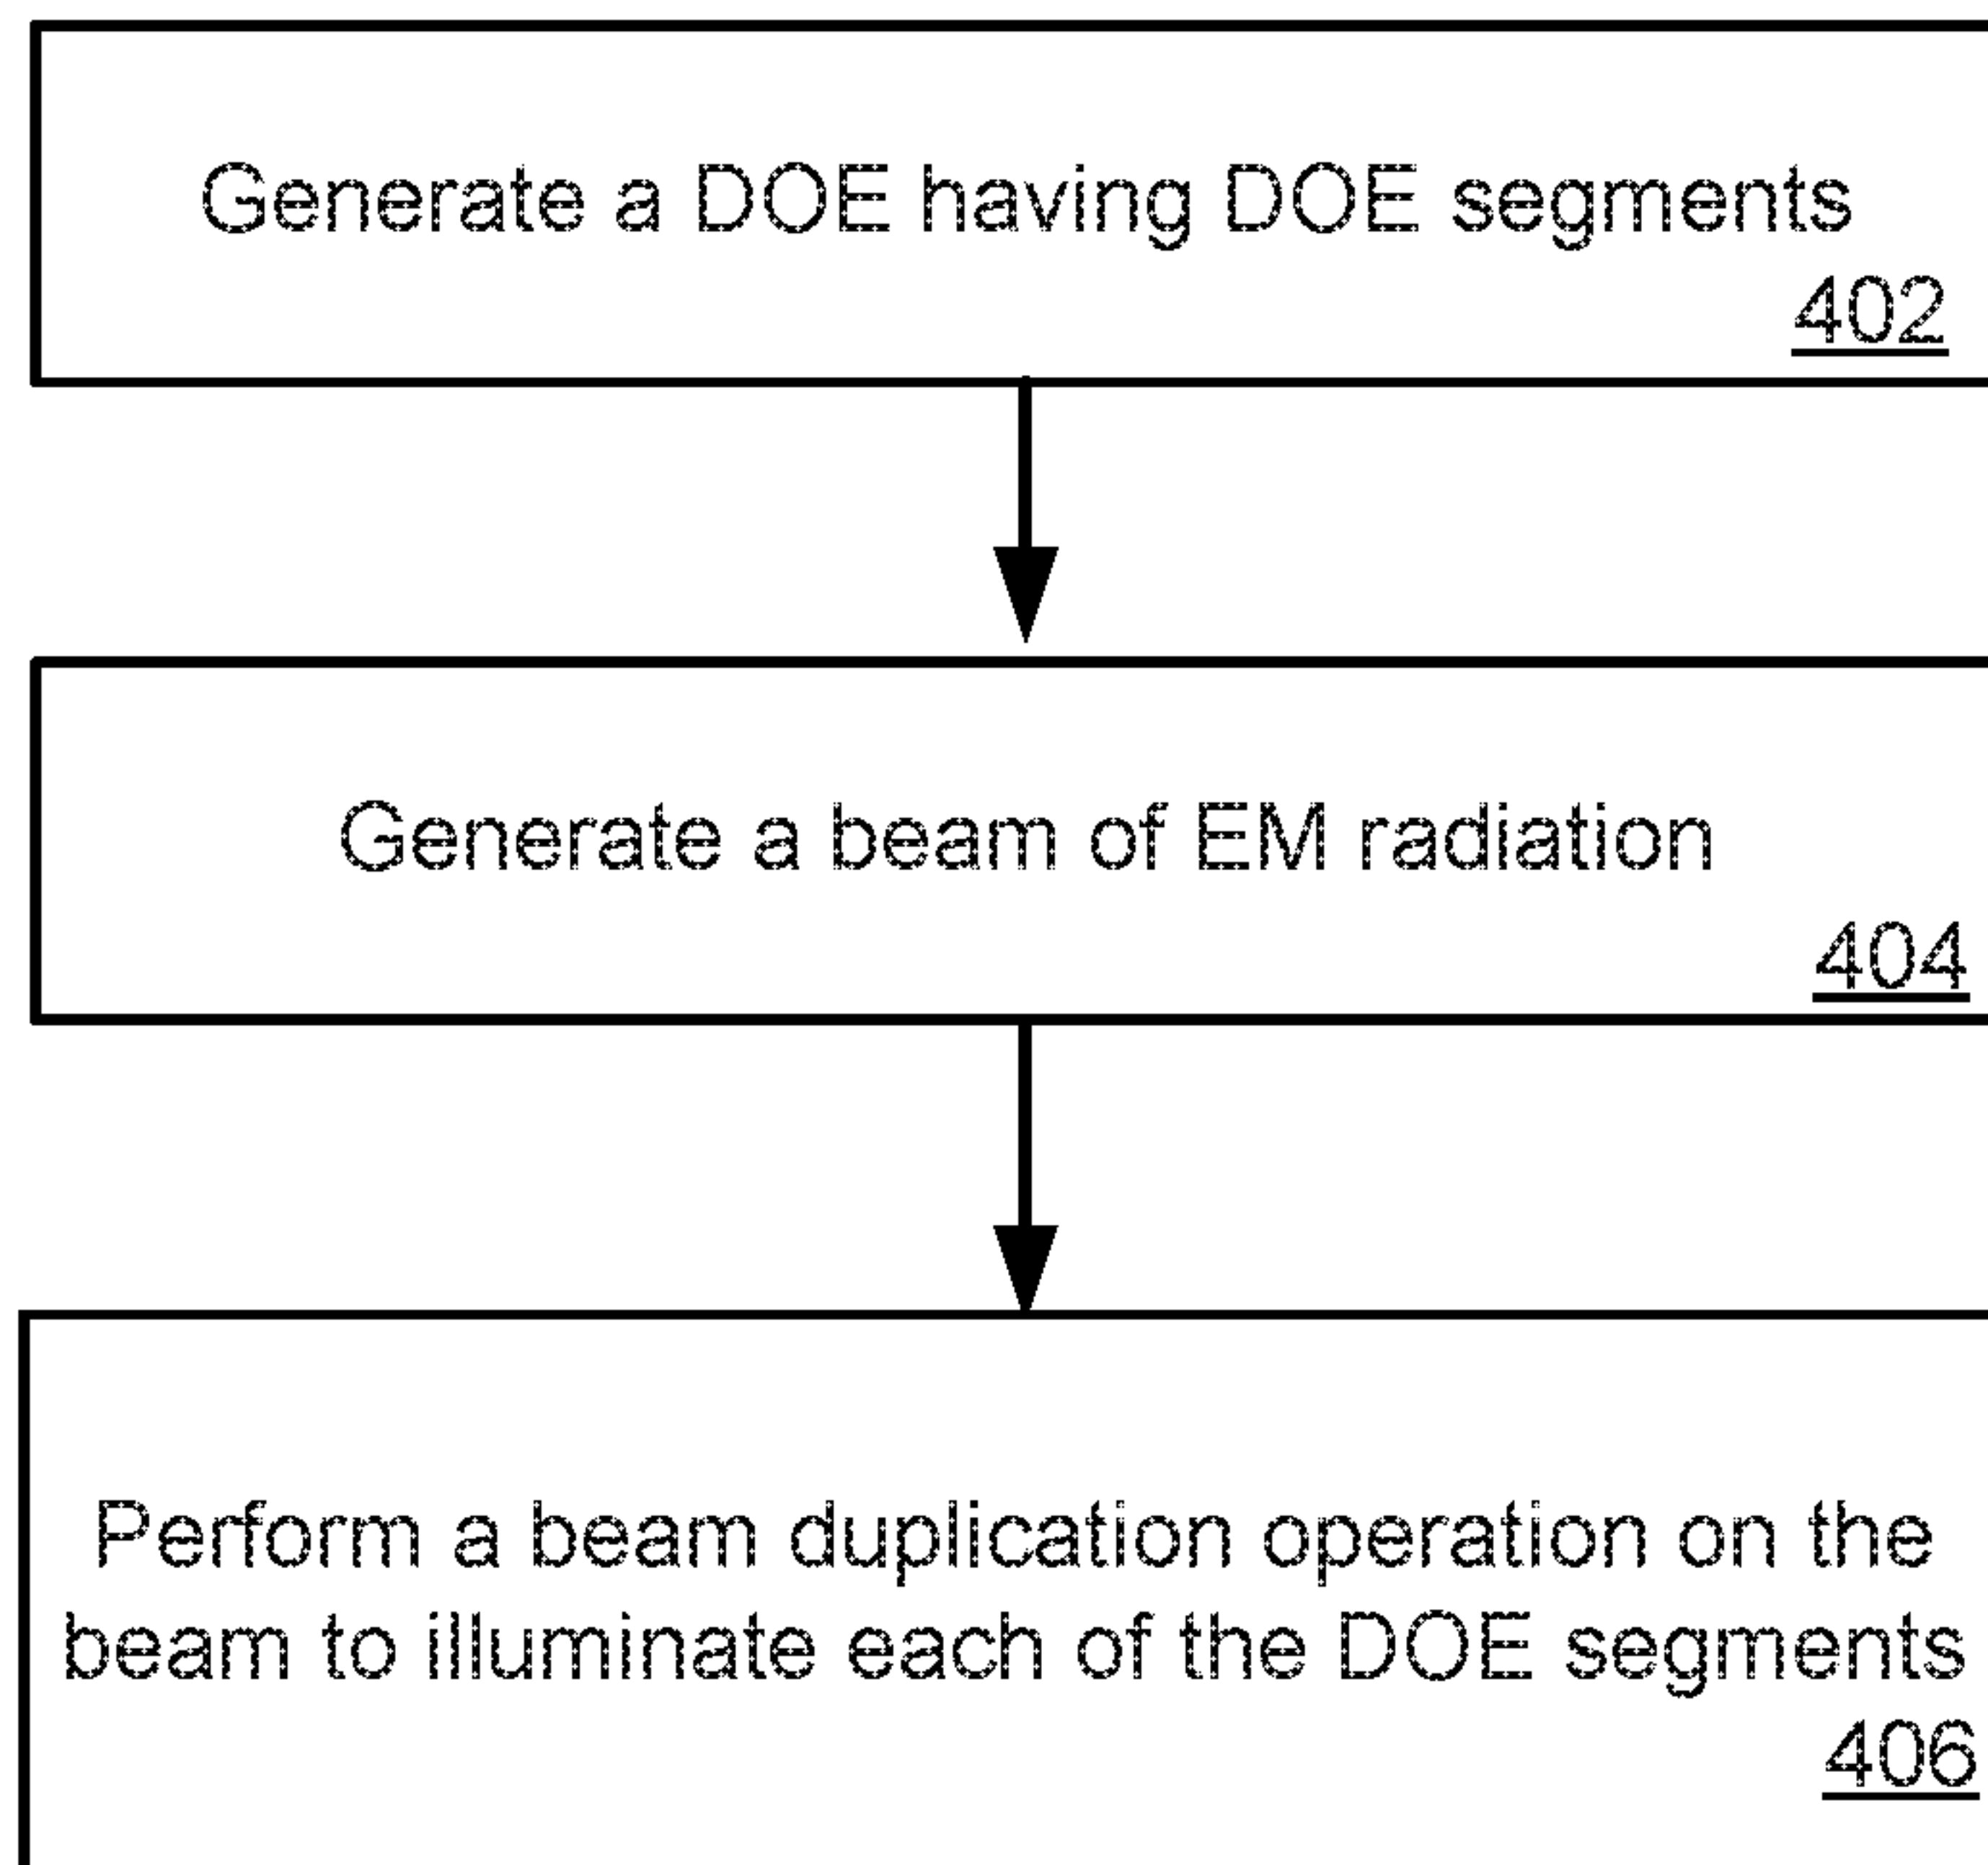 Generate a DOE having DOE segments
402
Generate a beam of EM radiation
404
Perform a beam duplication operation on the
beam to illuminate each of the DOE segments
406